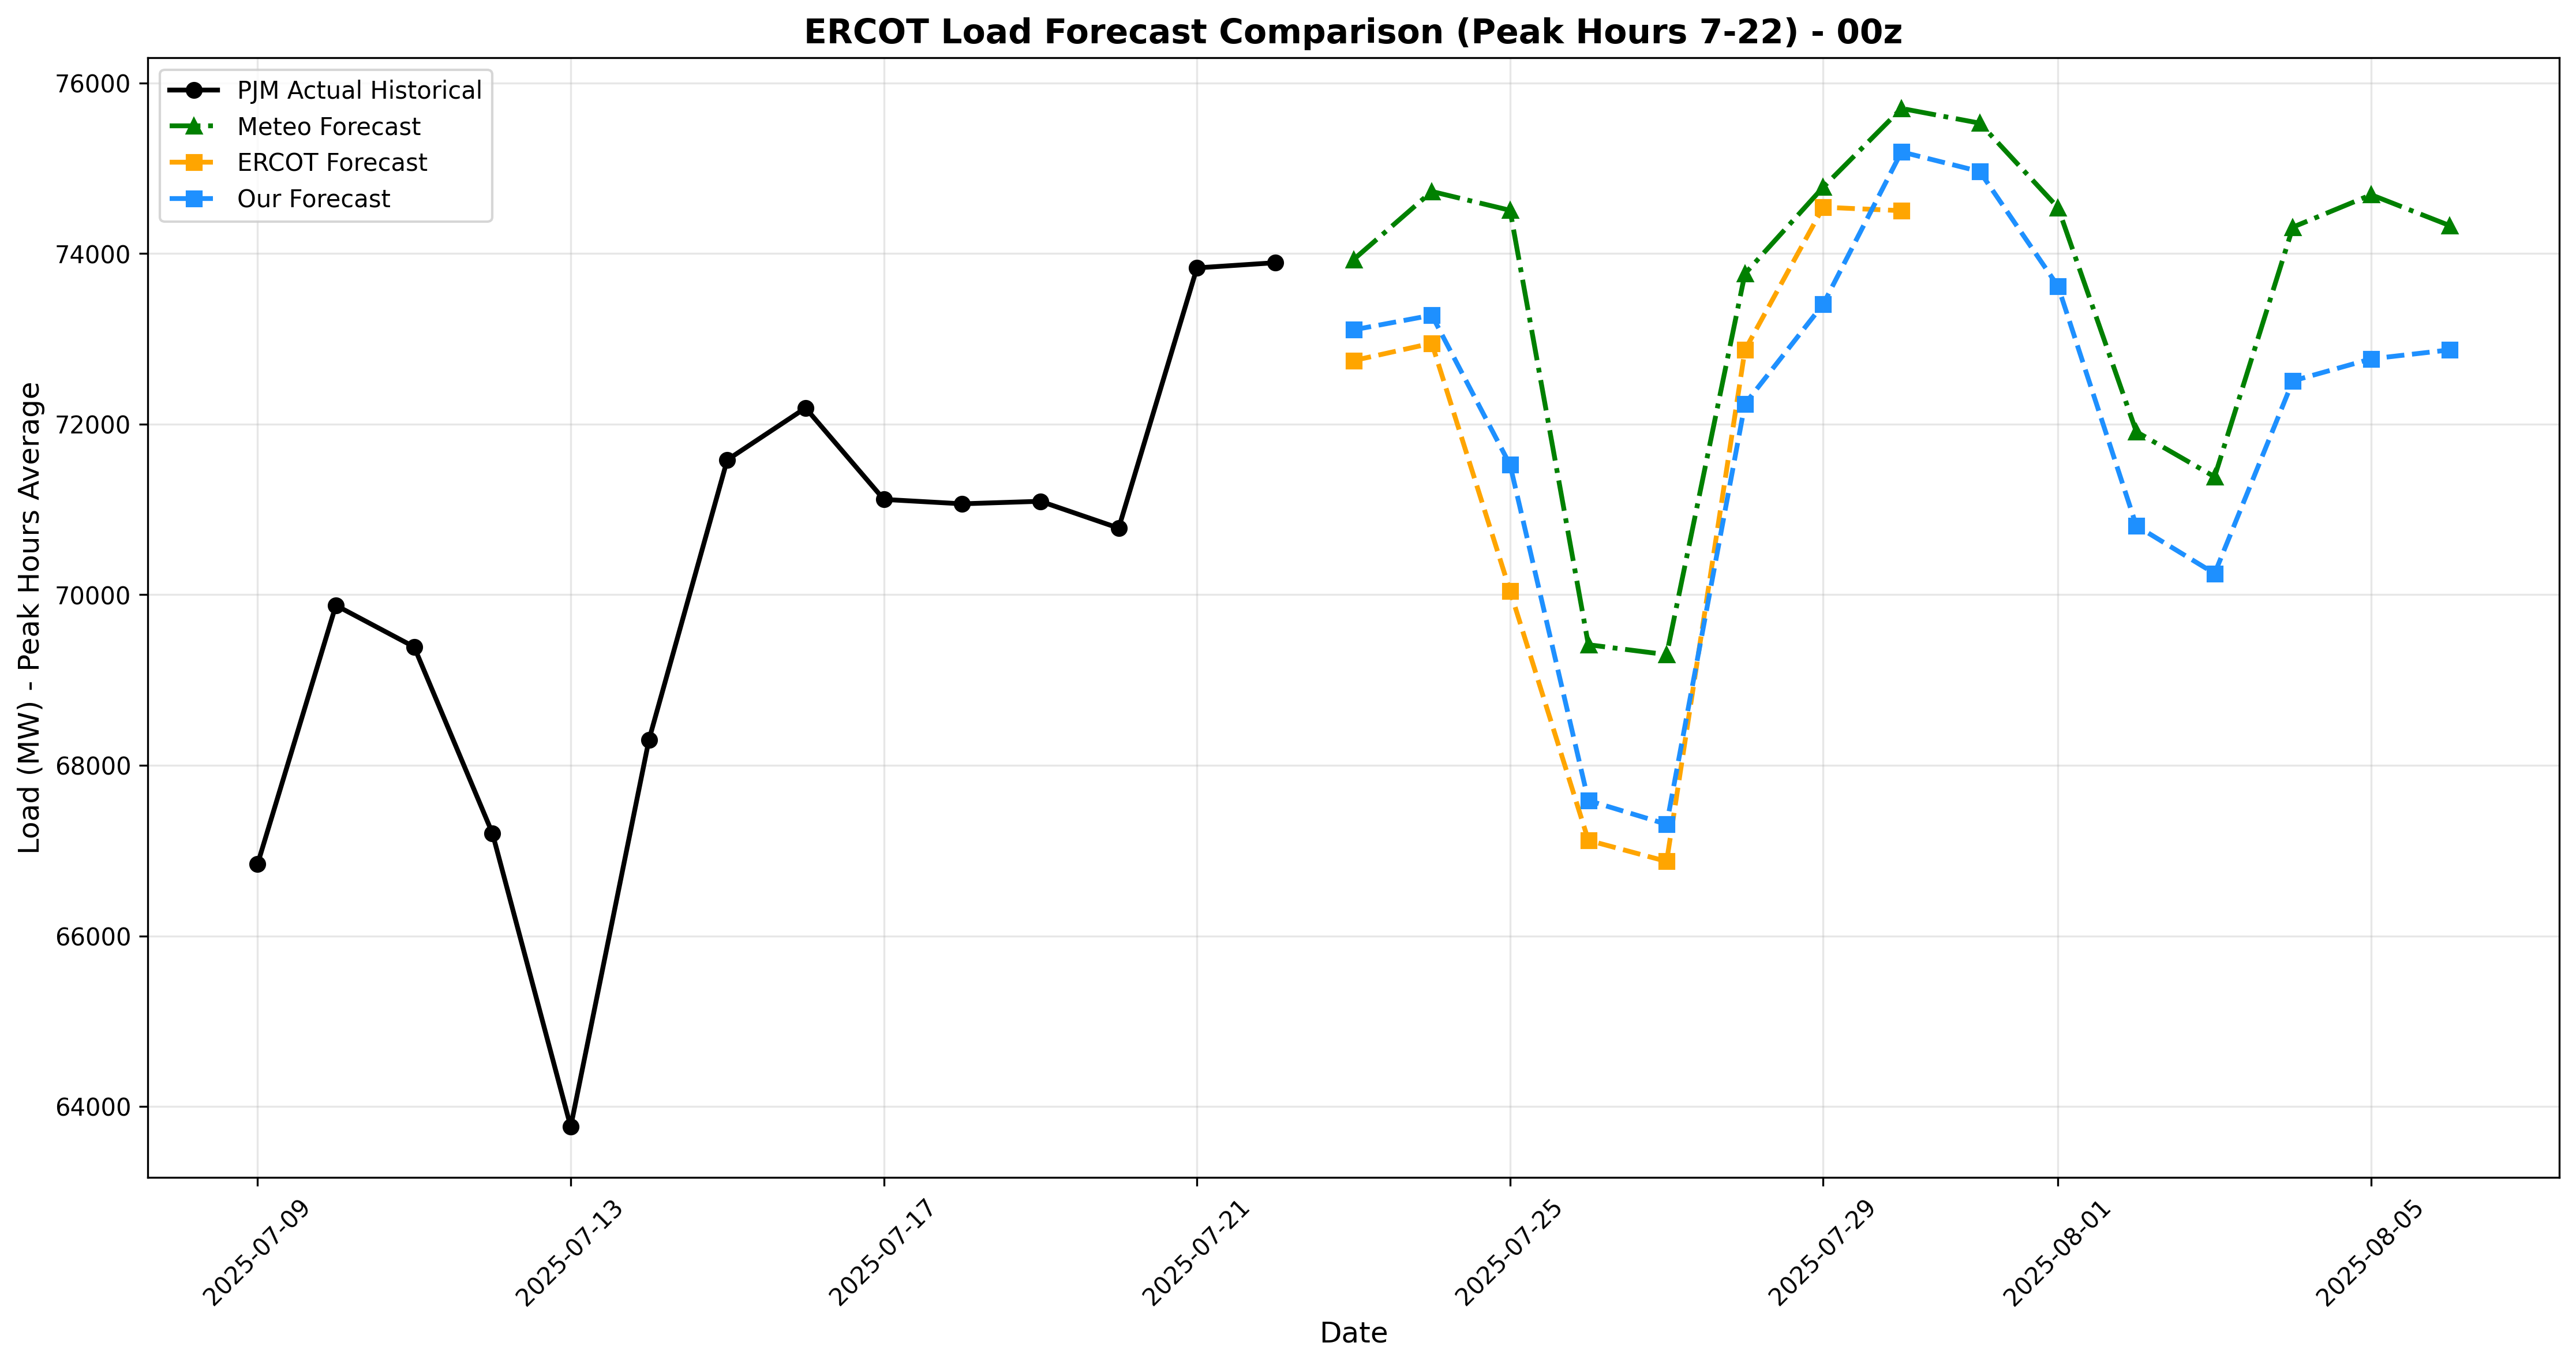 ERCOT Load Forecast Comparison (Peak Hours 7-22) - 00z
PJM Actual Historical
Meteo Forecast
ERCOT Forecast
Our Forecast
Load (MW) - Peak Hours Average
76000
74000
72000
70000
68000
66000
64000
2025-07-09
2025-07-13
2025-07-17
2025-07-21
2025-07-25
2025-07-29
2025-08-01
2025-08-05
Date